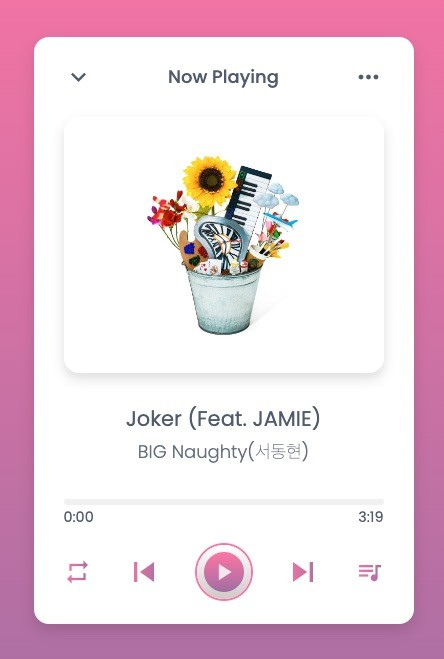 Now Playing
Joker (Feat. JAMIE)
BIG Naughty(서동현)
0:00
3:19